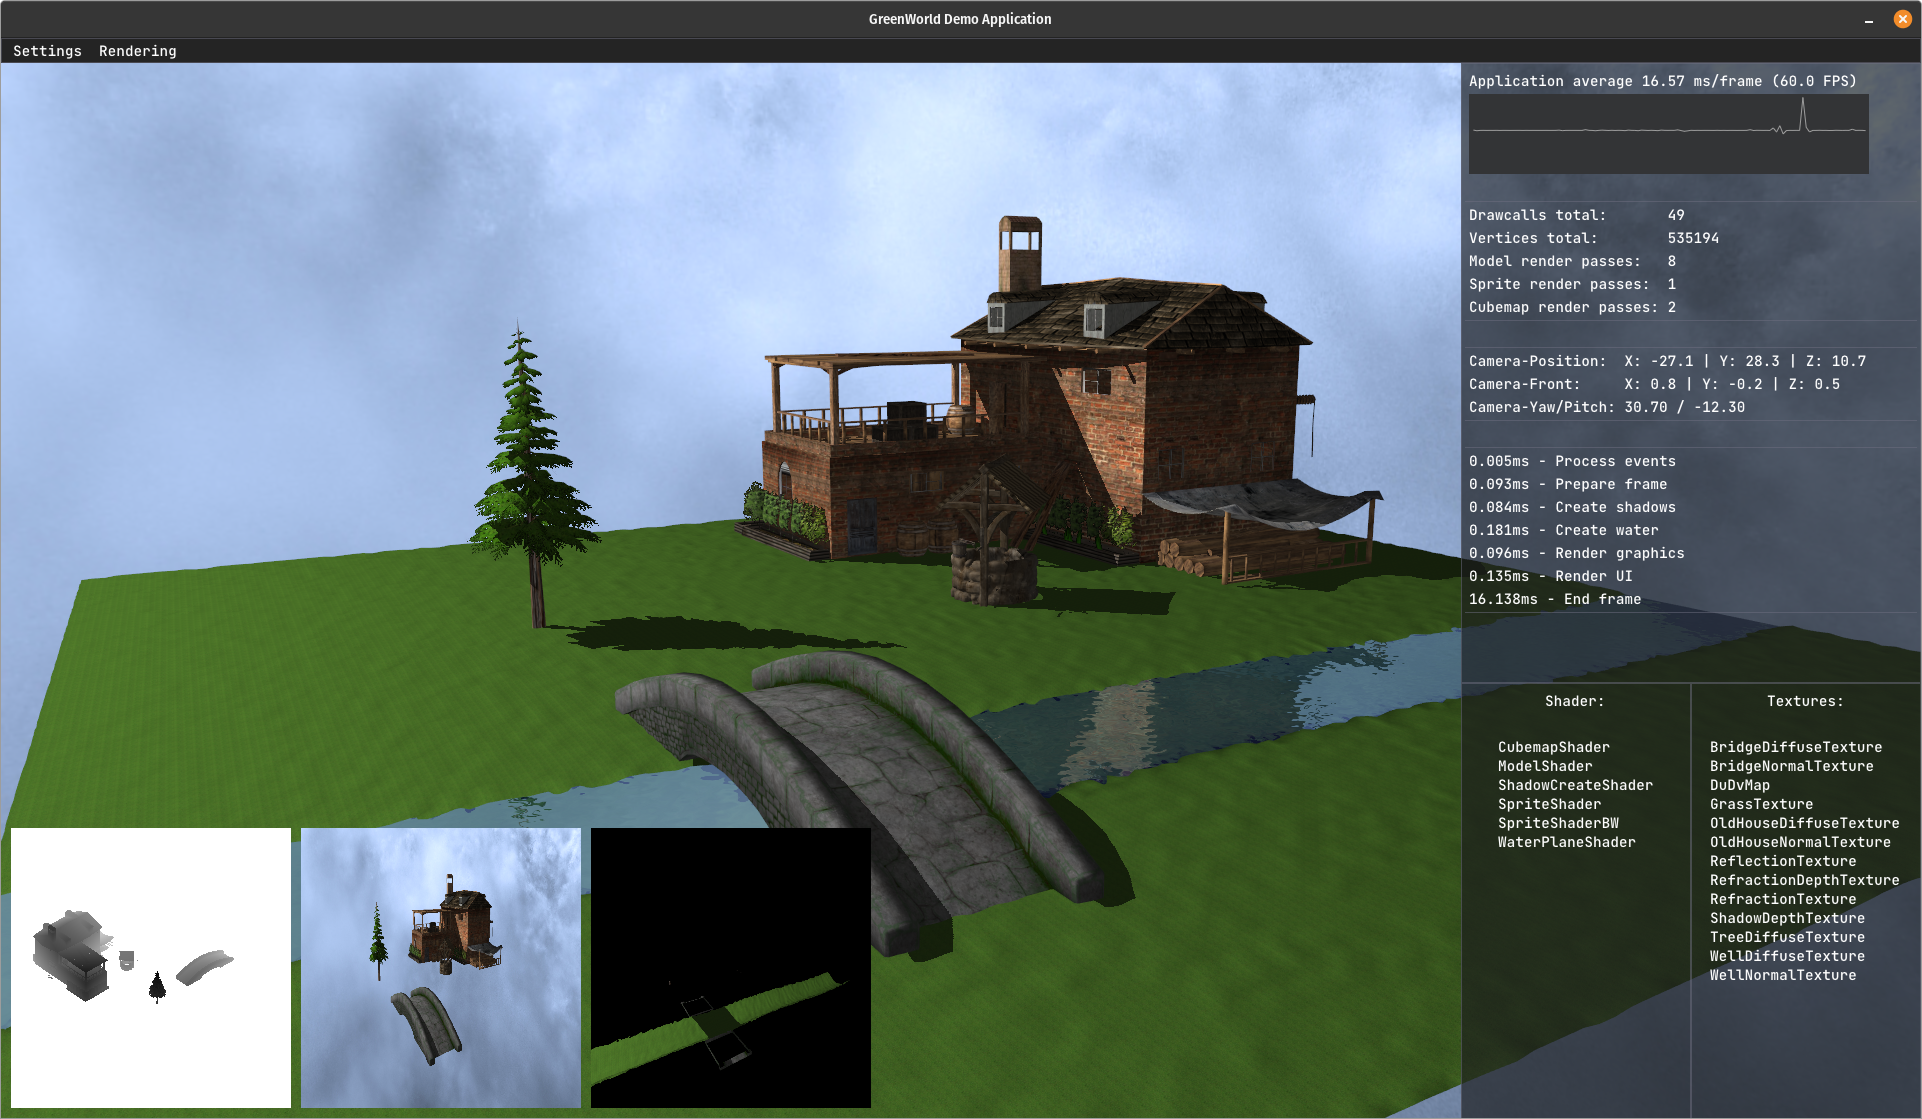 GreenWorld Demo Application
Settings Rendering
Application average 16.57 ms/frame (60.0 FPS)
Drawcalls total: 49
Vertices total: 535194
Model render passes: 8
Sprite render passes: 1
Cubemap render passes: 2
Camera-Position: X: -27.1 | Y: 28.3 | Z: 10.7
Camera-Front: X: 0.8 | Y: -0.2 | Z: 0.5
Camera-Yaw/Pitch: 30.70 / -12.30
0.005ms - Process events
0.093ms - Prepare frame
0.084ms - Create shadows
0.181ms - Create water
0.096ms - Render graphics
0.135ms - Render UI
16.138ms - End frame
Shader:
CubemapShader
ModelShader
ShadowCreateShader
SpriteShader
SpriteShaderBW
WaterPlaneShader
Textures:
BridgeDiffuseTexture
BridgeNormalTexture
DuDvMap
GrassTexture
OldHouseDiffuseTexture
OldHouseNormalTexture
ReflectionTexture
RefractionDepthTexture
RefractionTexture
ShadowDepthTexture
TreeDiffuseTexture
WellDiffuseTexture
WellNormalTexture